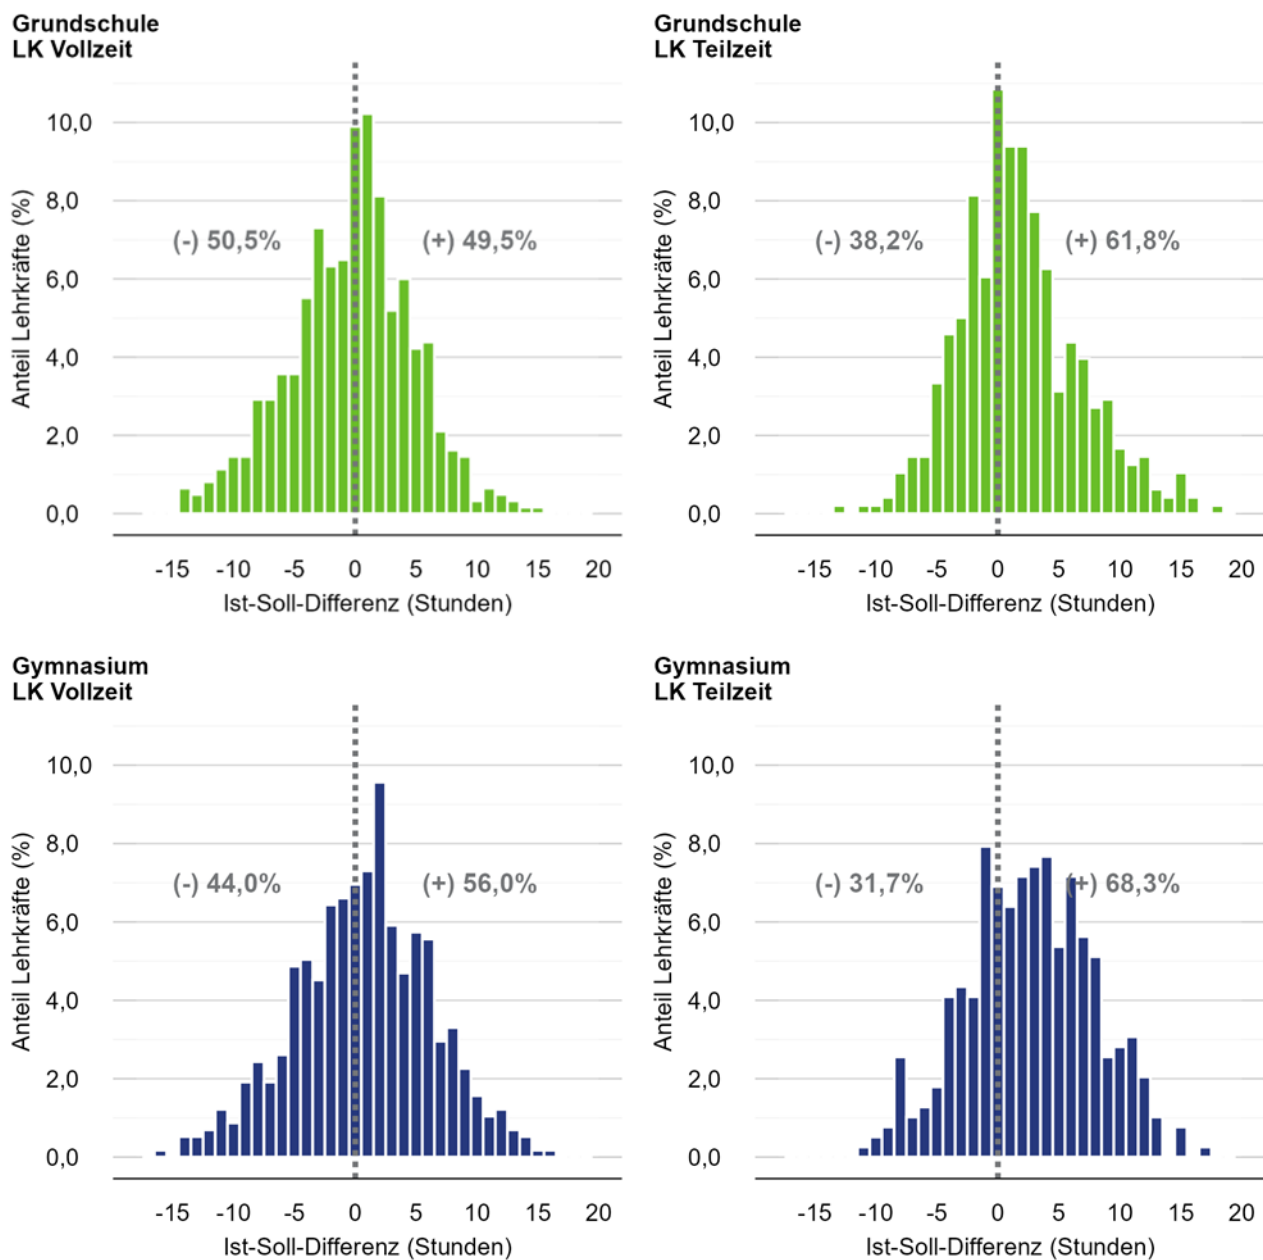 Grundschule
LK Vollzeit
Anteil Lehrkräfte (%)
10,0
8,0
6,0
4,0
2,0
0,0
(-) 50,5%
(+) 49,5%
-15 -10 -5 0 5 10 15 20
Ist-Soll-Differenz (Stunden)
Grundschule
LK Teilzeit
Anteil Lehrkräfte (%)
10,0
8,0
6,0
4,0
2,0
0,0
(-) 38,2%
(+) 61,8%
-15 -10 -5 0 5 10 15 20
Ist-Soll-Differenz (Stunden)
Gymnasium
LK Vollzeit
Anteil Lehrkräfte (%)
10,0
8,0
6,0
4,0
2,0
0,0
(-) 44,0%
(+) 56,0%
-15 -10 -5 0 5 10 15 20
Ist-Soll-Differenz (Stunden)
Gymnasium
LK Teilzeit
Anteil Lehrkräfte (%)
10,0
8,0
6,0
4,0
2,0
0,0
(-) 31,7%
(+) 68,3%
-15 -10 -5 0 5 10 15 20
Ist-Soll-Differenz (Stunden)